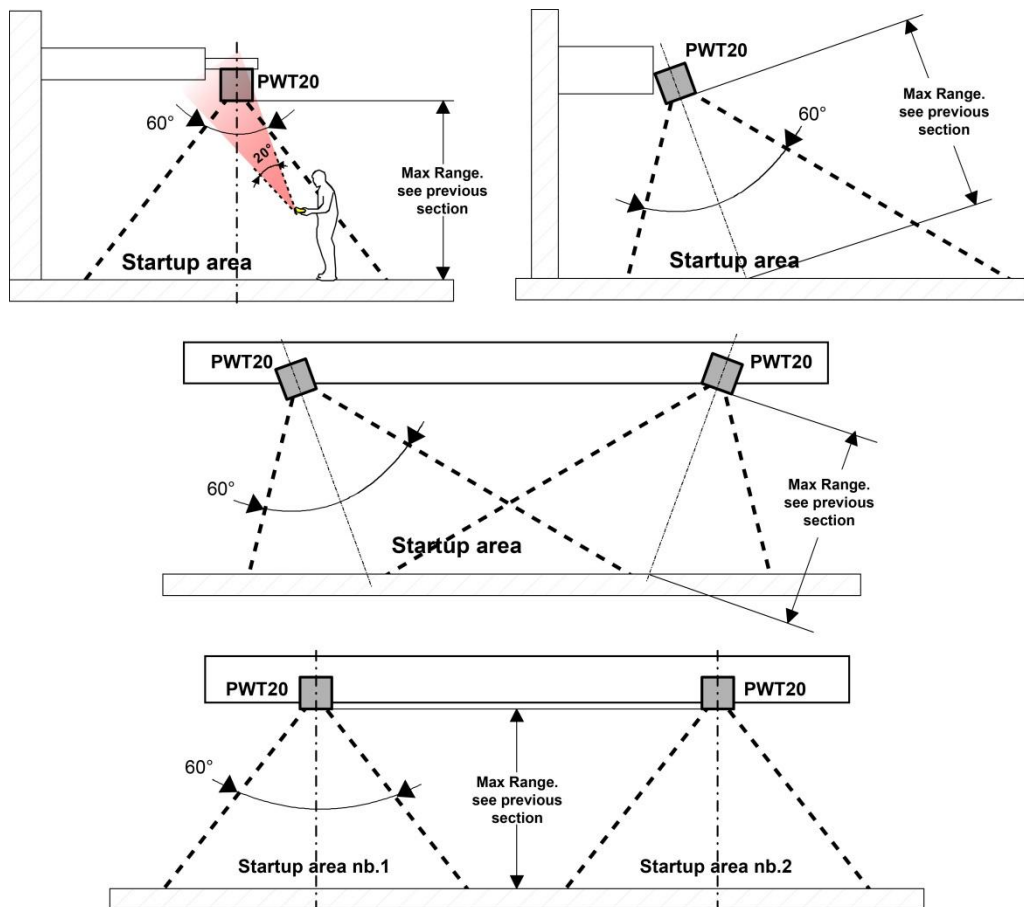 PWT20
60°
20°
Max Range.
see previous
section
Startup area
PWT20
60°
Max Range.
see previous
section
Startup area
PWT20
PWT20
60°
Max Range.
see previous
section
Startup area
PWT20
PWT20
60°
Max Range.
see previous
section
Startup area nb.1
Startup area nb.2